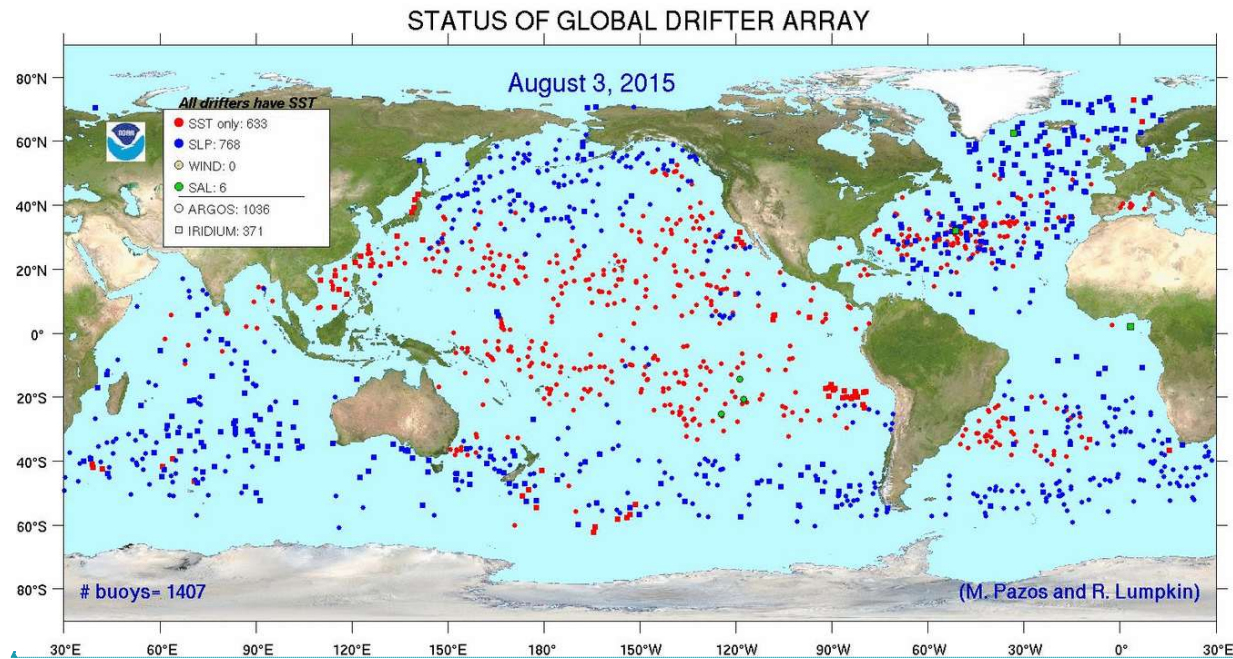 STATUS OF GLOBAL DRIFTER ARRAY
August 3, 2015
All drifters have SST
SST only: 633
SLP: 768
WIND: 0
SAL: 6
ARGOS: 1036
IRIDIUM: 371
80°N
60°N
40°N
20°N
0°
20°S
40°S
60°S
80°S
# buoys= 1407
(M. Pazos and R. Lumpkin)
30°E 60°E 90°E 120°E 150°E 180° 150°W 120°W 90°W 60°W 30°W 0° 30°E